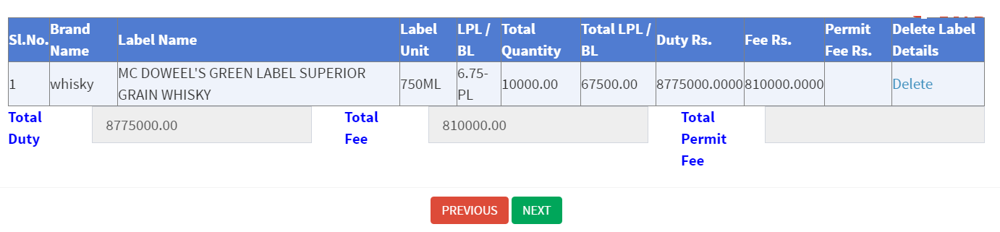 Sl.No. Brand Name Label Name Label Unit LPL / BL Total Quantity Total LPL / BL Duty Rs. Fee Rs. Permit Fee Rs. Delete Label Details
1 whisky MC DOWEEL'S GREEN LABEL SUPERIOR GRAIN WHISKY 750ML 6.75-PL 10000.00 67500.00 8775000.0000 810000.0000 Delete
Total Duty 8775000.00 Total Fee 810000.00 Total Permit Fee
PREVIOUS NEXT